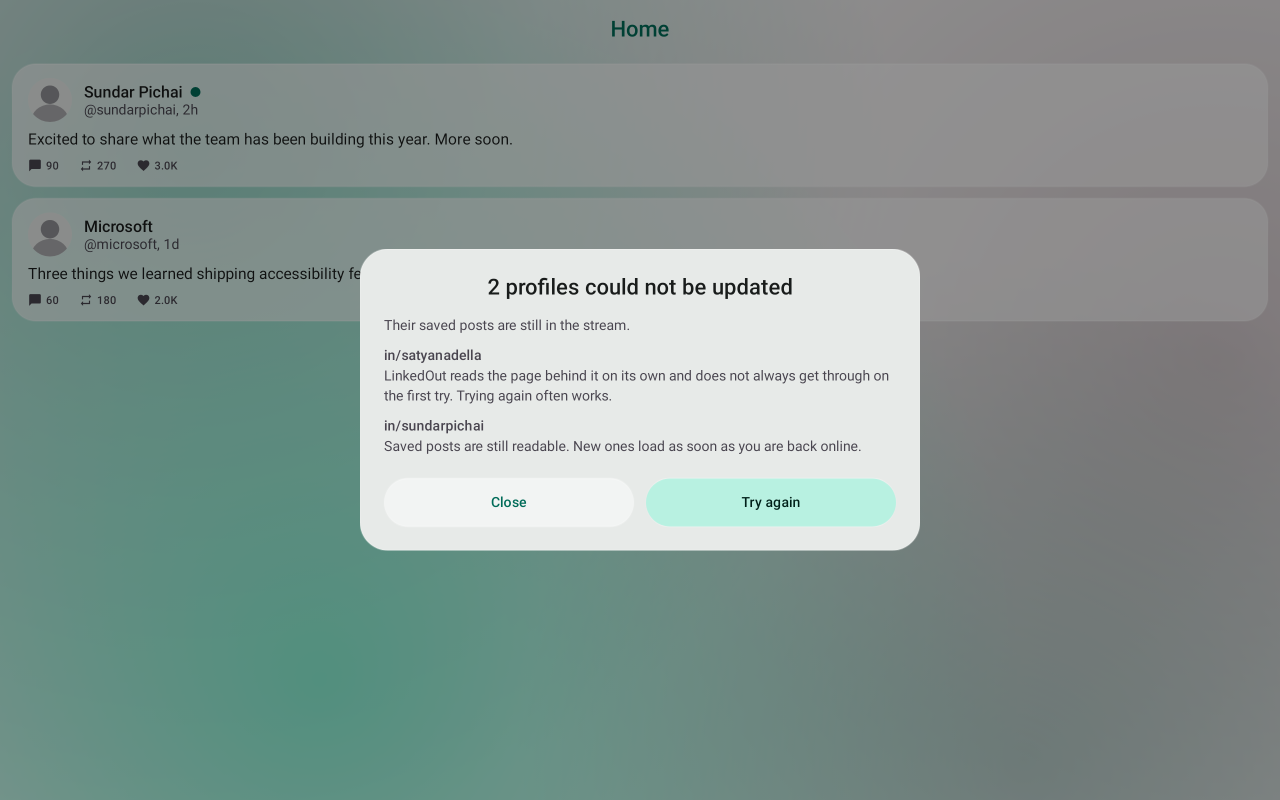 Home
Sundar Pichai
@sundarpichai, 2h
Excited to share what the team has been building this year. More soon.
90 270 3.0K
Microsoft
@microsoft, 1d
Three things we learned shipping accessibility
60 180 2.0K
2 profiles could not be updated
Their saved posts are still in the stream.
in/satyanadella
LinkedOut reads the page behind it on its own and does not always get through on
the first try. Trying again often works.
in/sundarpichai
Saved posts are still readable. New ones load as soon as you are back online.
Close Try again